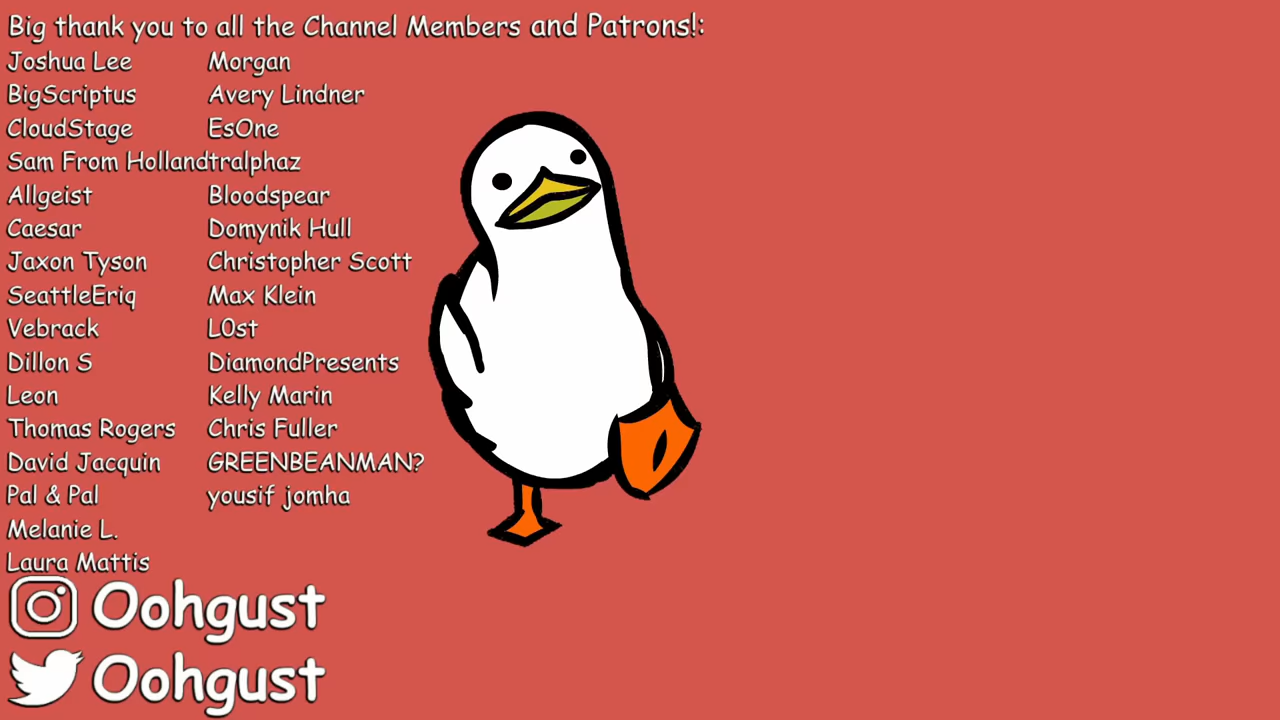 Big thank you to all the Channel Members and Patrons!:
Joshua Lee
BigScriptus
CloudStage
Sam From Holland
Allgeist
Caesar
Jaxon Tyson
SeattleEriq
Vebrack
Dillon S
Leon
Thomas Rogers
David Jacquin
Pal & Pal
Melanie L.
Laura Mattis
Morgan
Avery Lindner
EsOne
tralphaz
Bloodspear
Domynik Hull
Christopher Scott
Max Klein
L0st
DiamondPresents
Kelly Marin
Chris Fuller
GREENBEANMAN?
yousif jomha
Oohgust
Oohgust